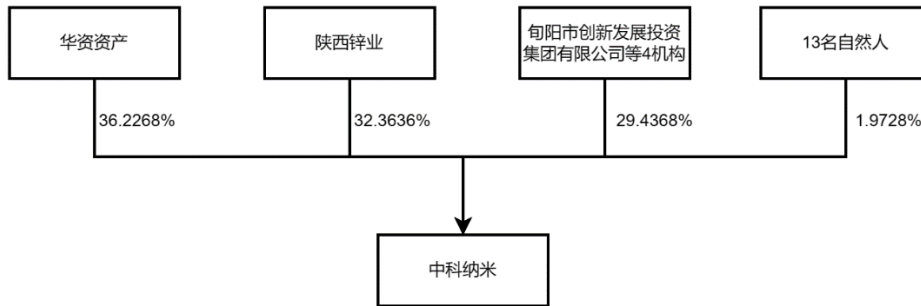 华资资产
陕西锌业
旬阳市创新发展投资
集团有限公司等4机构
13名自然人
36.2268%
32.3636%
29.4368%
1.9728%
中科纳米